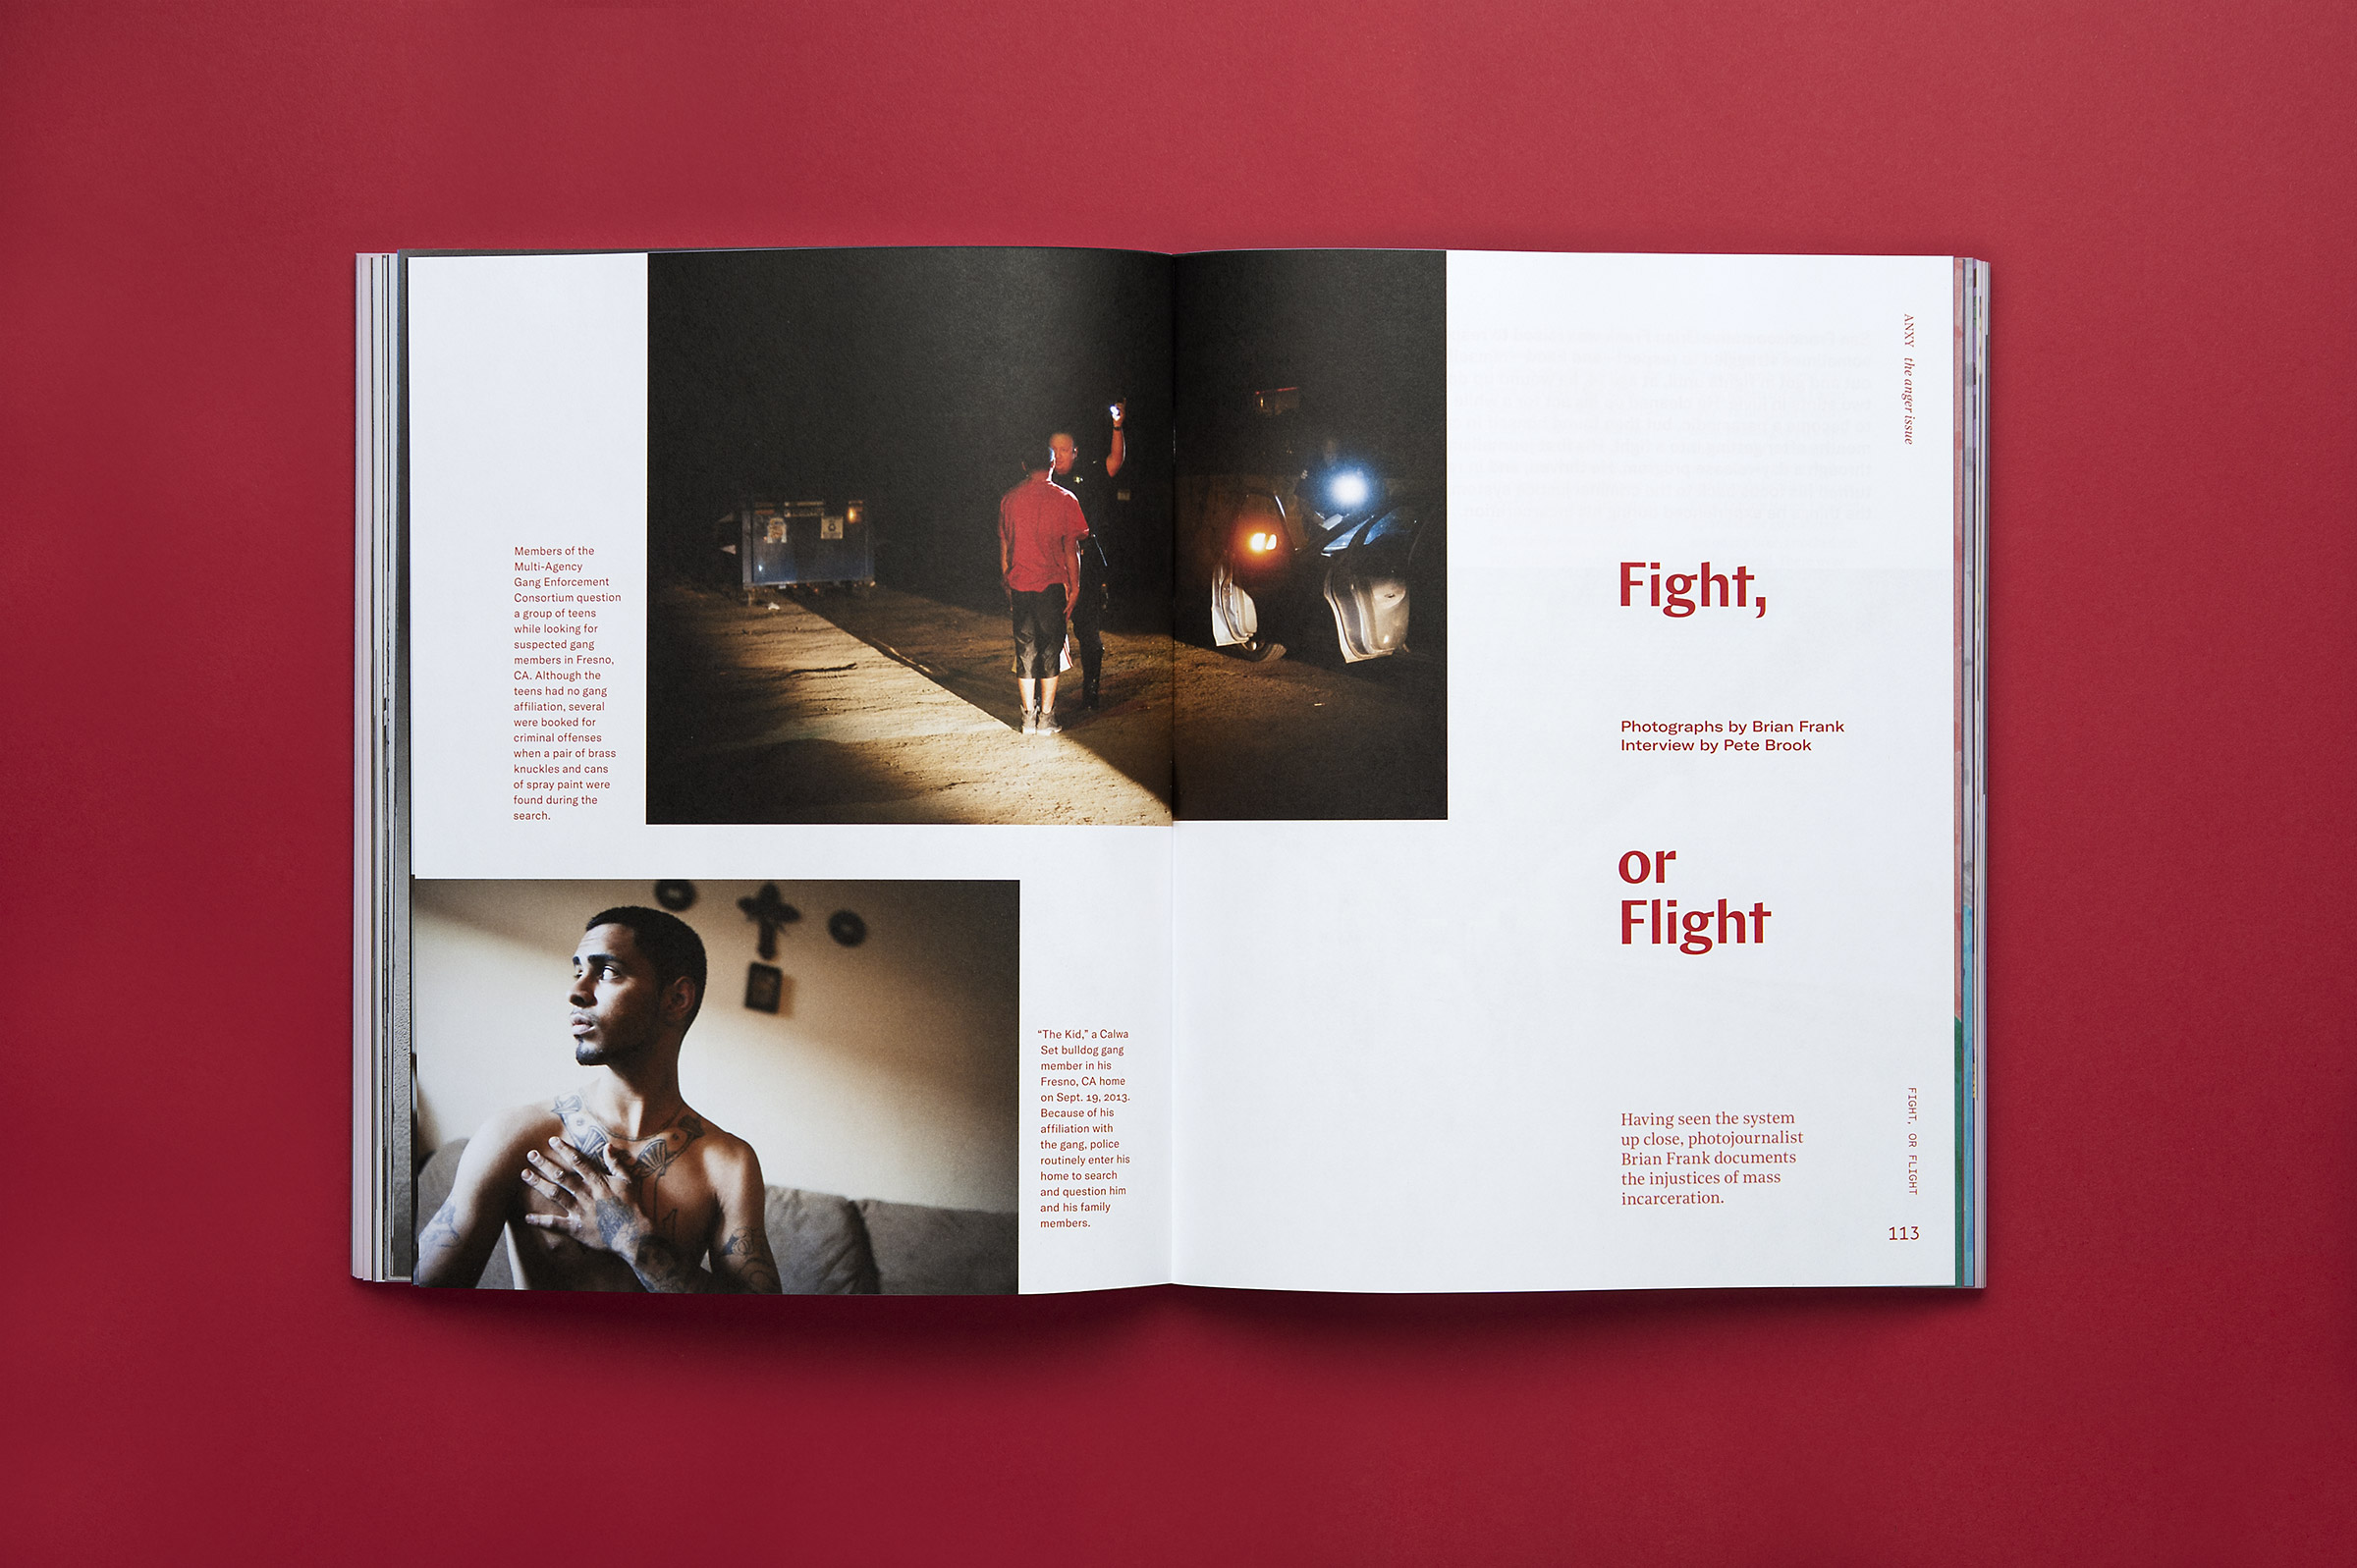 Members of the
Multi-Agency
Gang Enforcement
Consortium question
a group of teens
while looking for
suspected gang
members in Fresno,
CA. Although the
teens had no gang
affiliation, several
were booked for
criminal offenses
when a pair of brass
knuckles and cans
of spray paint were
found during the
search.
“The Kid,” a Calwa
Set bulldog gang
member in his
Fresno, CA home
on Sept. 19, 2013.
Because of his
affiliation with
the gang, police
routinely enter his
home to search
and question him
and his family
members.
ANXY the anger issue
Fight,
Photographs by Brian Frank
Interview by Pete Brook
or
Flight
Having seen the system
up close, photojournalist
Brian Frank documents
the injustices of mass
incarceration.
FIGHT, OR FLIGHT
113